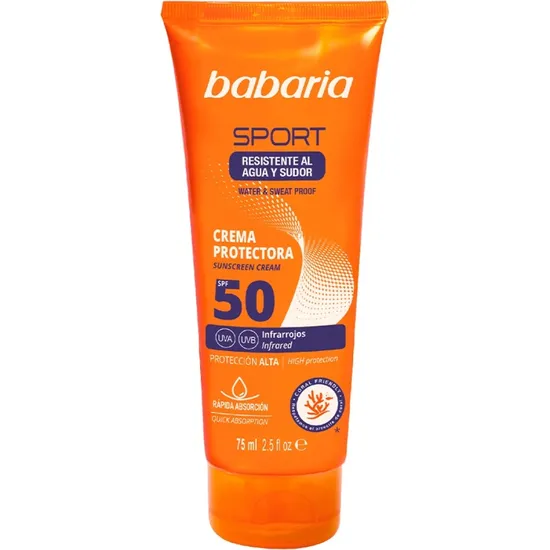 babaria
SPORT
RESISTENTE AL
AGUA Y SUDOR
WATER & SWEAT PROOF
CREMA
PROTECTORA
SUNSCREEN CREAM
SPF 50
UVA UVB Infrarrojos
Infrared
PROTECCIÓN ALTA | HIGH protection
RÁPIDA ABSORCIÓN
QUICK ABSORPTION
CORAL FRIENDLY
*
75 ml 2,5 fl oz ℮